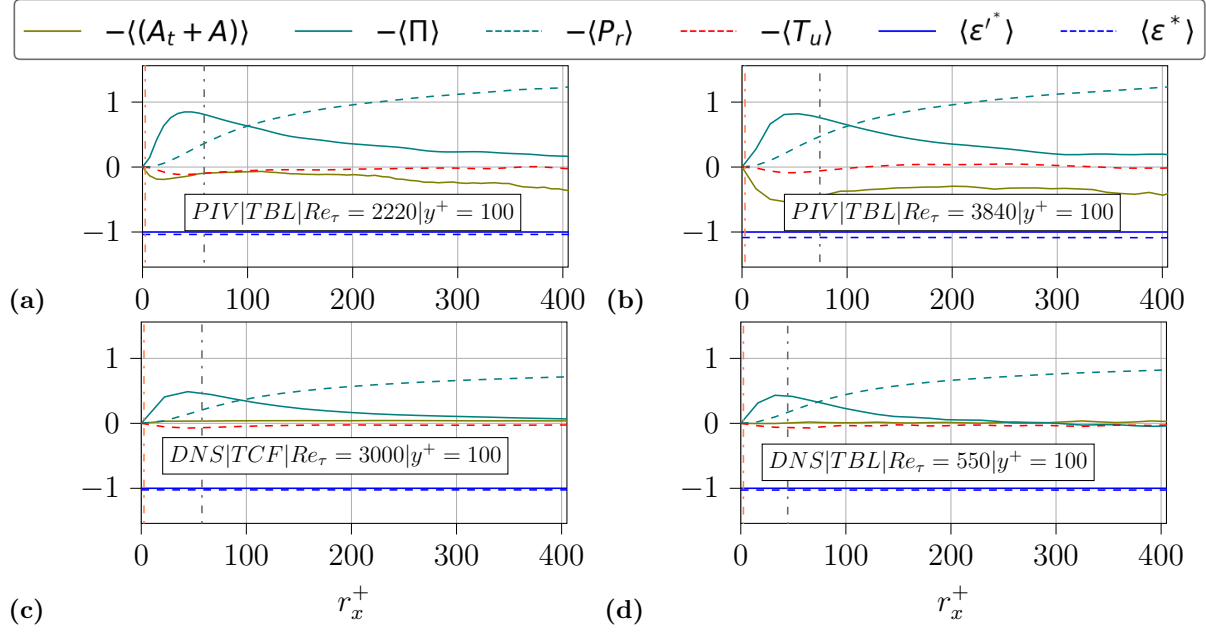 −⟨(A_t + A)⟩ −⟨Π⟩ −⟨P_r⟩ −⟨T_u⟩ ⟨ε′*⟩ ⟨ε*⟩
1
0
−1
PIV|TBL|Re_τ = 2220|y^+ = 100
0 100 200 300 400
(a)
1
0
−1
PIV|TBL|Re_τ = 3840|y^+ = 100
0 100 200 300 400
(b)
1
0
−1
DNS|TCF|Re_τ = 3000|y^+ = 100
0 100 200 300 400
r_x^+
(c)
1
0
−1
DNS|TBL|Re_τ = 550|y^+ = 100
0 100 200 300 400
r_x^+
(d)